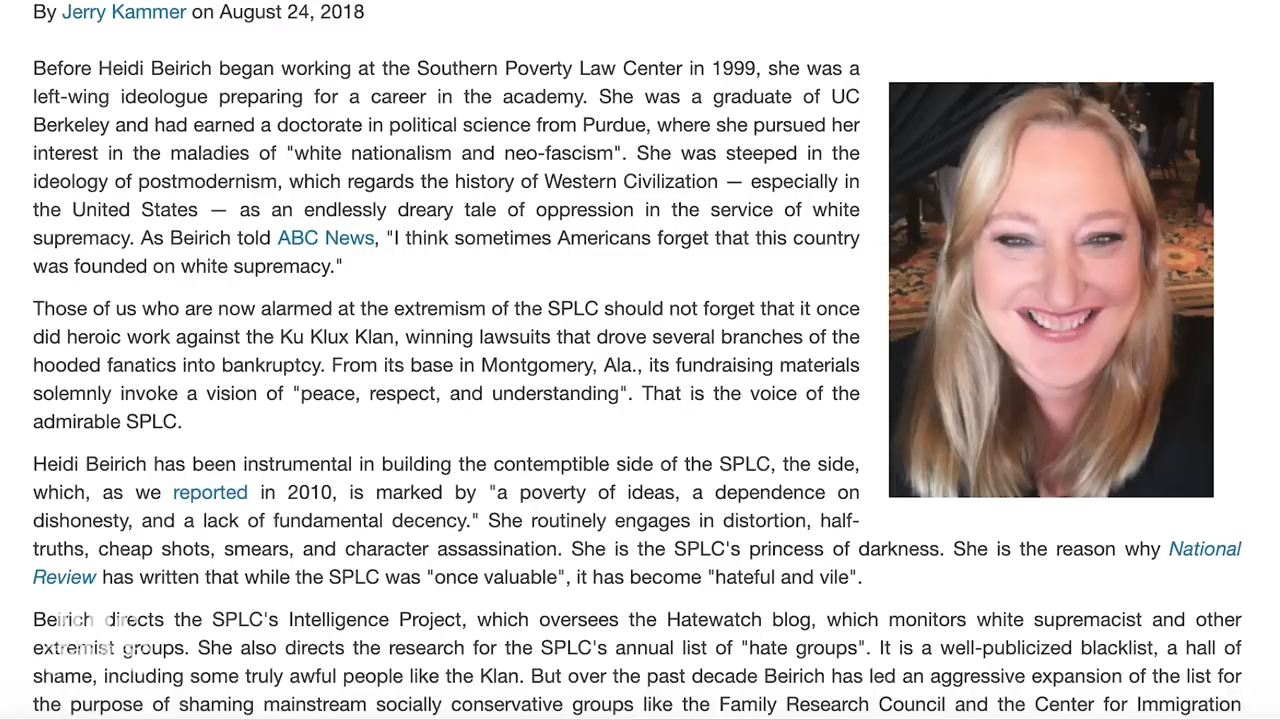 By Jerry Kammer on August 24, 2018
Before Heidi Beirich began working at the Southern Poverty Law Center in 1999, she was a
left-wing ideologue preparing for a career in the academy. She was a graduate of UC
Berkeley and had earned a doctorate in political science from Purdue, where she pursued her
interest in the maladies of "white nationalism and neo-fascism". She was steeped in the
ideology of postmodernism, which regards the history of Western Civilization — especially in
the United States — as an endlessly dreary tale of oppression in the service of white
supremacy. As Beirich told ABC News, "I think sometimes Americans forget that this country
was founded on white supremacy."
Those of us who are now alarmed at the extremism of the SPLC should not forget that it once
did heroic work against the Ku Klux Klan, winning lawsuits that drove several branches of the
hooded fanatics into bankruptcy. From its base in Montgomery, Ala., its fundraising materials
solemnly invoke a vision of "peace, respect, and understanding". That is the voice of the
admirable SPLC.
Heidi Beirich has been instrumental in building the contemptible side of the SPLC, the side,
which, as we reported in 2010, is marked by "a poverty of ideas, a dependence on
dishonesty, and a lack of fundamental decency." She routinely engages in distortion, half-
truths, cheap shots, smears, and character assassination. She is the SPLC's princess of darkness. She is the reason why National
Review has written that while the SPLC was "once valuable", it has become "hateful and vile".
Beirich directs the SPLC's Intelligence Project, which oversees the Hatewatch blog, which monitors white supremacist and other
extremist groups. She also directs the research for the SPLC's annual list of "hate groups". It is a well-publicized blacklist, a hall of
shame, including some truly awful people like the Klan. But over the past decade Beirich has led an aggressive expansion of the list for
the purpose of shaming mainstream socially conservative groups like the Family Research Council and the Center for Immigration